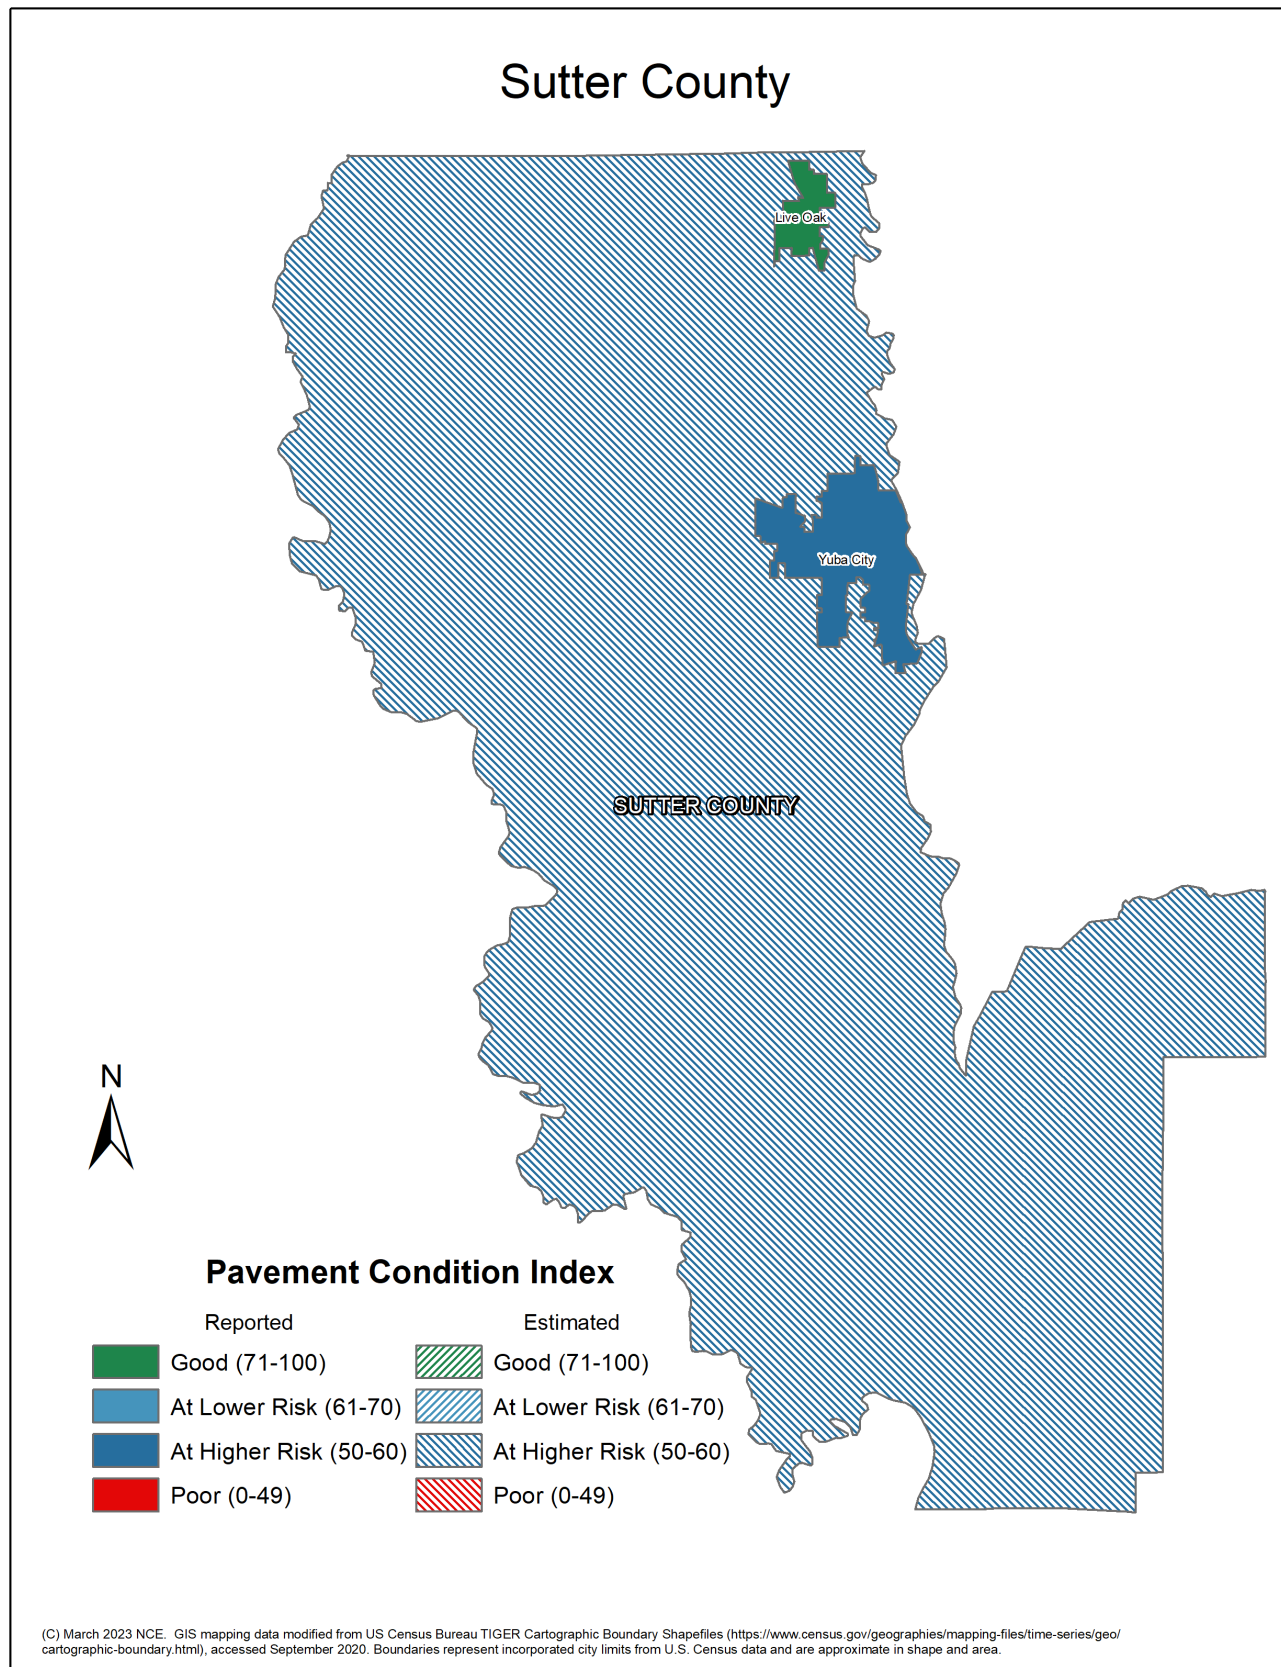 Sutter County
Live Oak
Yuba City
SUTTER COUNTY
N
Pavement Condition Index
Reported
Estimated
Good (71-100)
Good (71-100)
At Lower Risk (61-70)
At Lower Risk (61-70)
At Higher Risk (50-60)
At Higher Risk (50-60)
Poor (0-49)
Poor (0-49)
(C) March 2023 NCE.  GIS mapping data modified from US Census Bureau TIGER Cartographic Boundary Shapefiles (https://www.census.gov/geographies/mapping-files/time-series/geo/
cartographic-boundary.html), accessed September 2020. Boundaries represent incorporated city limits from U.S. Census data and are approximate in shape and area.